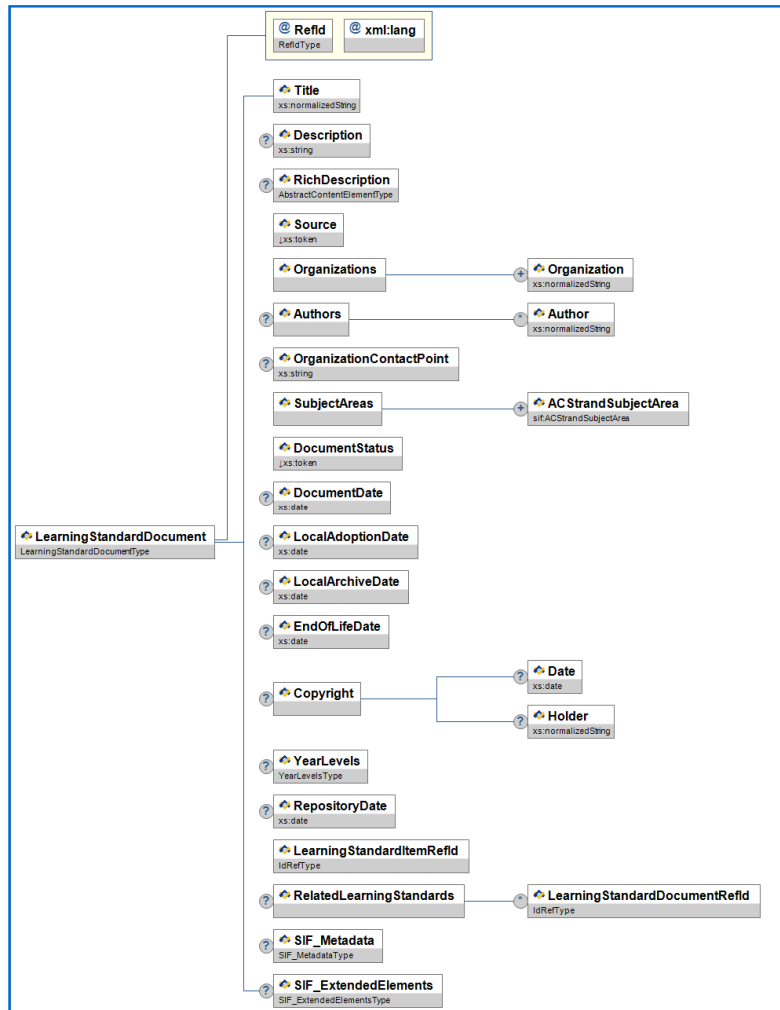 @ RefId @ xml:lang
RefIdType
Title
xs:normalizedString
? Description
xs:string
? RichDescription
AbstractContentElementType
Source
↓xs:token
Organizations + Organization
xs:normalizedString
? Authors * Author
xs:normalizedString
? OrganizationContactPoint
xs:string
SubjectAreas + ACStrandSubjectArea
sif:ACStrandSubjectArea
DocumentStatus
↓xs:token
? DocumentDate
xs:date
LearningStandardDocument
LearningStandardDocumentType
? LocalAdoptionDate
xs:date
? LocalArchiveDate
xs:date
? EndOfLifeDate
xs:date
? Copyright
? Date
xs:date
? Holder
xs:normalizedString
? YearLevels
YearLevelsType
? RepositoryDate
xs:date
LearningStandardItemRefId
IdRefType
? RelatedLearningStandards * LearningStandardDocumentRefId
IdRefType
? SIF_Metadata
SIF_MetadataType
? SIF_ExtendedElements
SIF_ExtendedElementsType